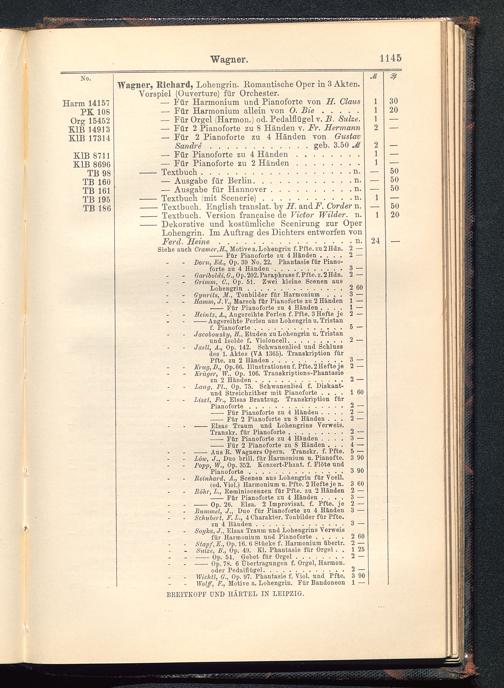 Wagner. 1145
No. ℳ ₰
Wagner, Richard, Lohengrin. Romantische Oper in 3 Akten.
Vorspiel (Ouverture) für Orchester.
Harm 14157 — Für Harmonium und Pianoforte von H. Claus 1 30
PK 108 — Für Harmonium allein von O. Bie 1 20
Org 15452 — Für Orgel (Harmon.) od. Pedalflügel v. B. Sulze. 1 —
KlB 14913 — Für 2 Pianoforte zu 8 Händen v. Fr. Hermann 2 —
KlB 17314 — Für 2 Pianoforte zu 4 Händen von Gustav
Sandré . . . geb. 3.50 ℳ 2 —
KlB 8711 — Für Pianoforte zu 4 Händen 1 —
KlB 8696 — Für Pianoforte zu 2 Händen 1 —
TB 98 — Textbuch . . . n. — 50
TB 160 — Ausgabe für Berlin . . . n. — 50
TB 161 — Ausgabe für Hannover . . . n. — 50
TB 195 — Textbuch (mit Scenerie) . . . n. 1 —
TB 186 — Textbuch. English translat. by H. and F. Corder n. — 50
— Textbuch. Version française de Victor Wilder. n. 1 20
— Dekorative und kostümliche Scenirung zur Oper
Lohengrin. Im Auftrag des Dichters entworfen von
Ferd. Heine . . . n. 24 —
Siehe auch Cramer, H., Motive a. Lohengrin f. Pfte. zu 2 Hdn. 2 —
— Für Pianoforte zu 4 Händen . . 2 —
- - Dorn, Ed., Op. 39 No. 22. Phantasie für Piano-
forte zu 4 Händen . . . 3 —
- - Gariboldi, G., Op. 202. Paraphrase f. Pfte. z. 2 Hdn. 2 —
- - Grimm, C., Op. 51. Zwei kleine Scenen aus
Lohengrin . . . 2 60
- - Gyuritz, M., Tonbilder für Harmonium . . . 3 —
- - Hamm, J. V., Marsch für Pianoforte zu 2 Händen 1 —
— Für Pianoforte zu 4 Händen . . . 1 —
- - Heintz, A., Angereihte Perlen f. Pfte. 3 Hefte je 2 —
- - — Angereihte Perlen aus Lohengrin u. Tristan
f. Pianoforte . . . 5 —
- - Jacobowsky, H., Etuden zu Lohengrin u. Tristan
und Isolde f. Violoncell . . . 2 —
- - Jaell, A., Op. 142. Schwanenlied und Schluss
des 1. Aktes (VA 1365). Transkription für
Pfte. zu 2 Händen . . . 3 —
- - Krug, D., Op. 66. Illustrationen f. Pfte. 2 Hefte je 2 —
- - Krüger, W., Op. 106. Transkriptions-Phantasie
zu 2 Händen . . . 2 —
- - Lang, Ph., Op. 75. Schwanenlied f. Diskant-
und Streichzither mit Pianoforte . . . 1 60
- - Liszt, Fr., Elsas Brautzug. Transkription für
Pianoforte . . . 2 —
— Für Pianoforte zu 4 Händen . . . 2 —
— Für 2 Pianoforte zu 8 Händen . . . 2 —
- - — Elsas Traum und Lohengrins Verweis.
Transkr. für Pianoforte . . . 2 —
— Für Pianoforte zu 4 Händen . . . 3 —
— Für 2 Pianoforte zu 8 Händen . . . 4 —
- - — Aus R. Wagners Opern. Transkr. f. Pfte. 5 —
- - Löw, J., Duo brill. für Harmonium u. Pianofte. 3 90
- - Popp, W., Op. 352. Konzert-Phant. f. Flöte und
Pianoforte . . . 3 90
- - Reinhard, A., Scenen aus Lohengrin für Vcell.
(od. Viol.) Harmonium u. Pfte. 2 Hefte je n. 3 60
- - Röhr, L., Reminiscenzen für Pfte. zu 2 Händen 2 —
— Für Pianoforte zu 4 Händen . . . 3 —
- - — Op. 26. Elsa. 2 Improvisat. f. Pfte. je 2 —
- - Rummel, J., Duo für Pianoforte zu 4 Händen 3 —
- - Schubert, F. L., 4 Charakter. Tonbilder für Pfte.
zu 4 Händen . . . 3 —
- - Soyka, J., Elsas Traum und Lohengrins Verweis
für Harmonium und Pianoforte . . . 2 60
- - Stapf, E., Op. 16. 6 Stücke f. Harmonium übertr. 2 —
- - Sulze, B., Op. 49. Kl. Phantasie für Orgel . . 1 25
- - — Op. 54. Gebet für Orgel . . . 2 —
- - — Op. 78. 6 Übertragungen f. Orgel, Harmon.
oder Pedalflügel . . . 2 —
- - Wichtl, G., Op. 97. Phantasie f. Viol. und Pfte. 3 90
- - Wolff, F., Motive a. Lohengrin. Für Bandoneon 1 —
BREITKOPF UND HÄRTEL IN LEIPZIG.